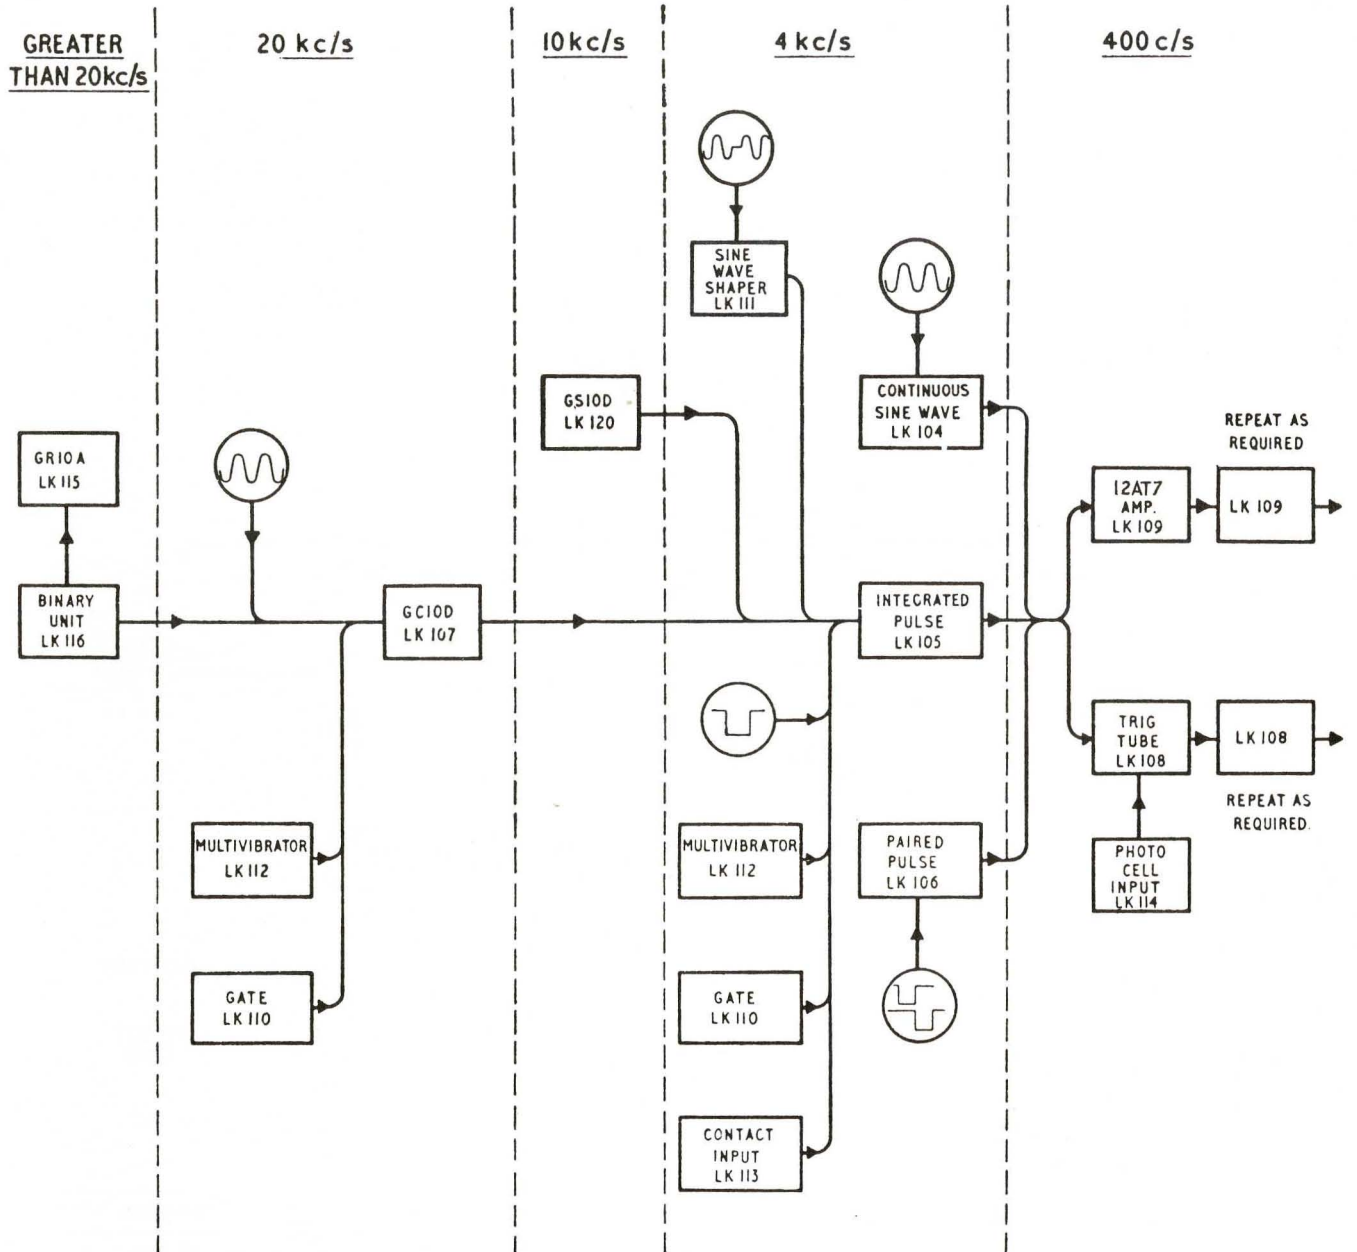 GREATER
THAN 20kc/s
20 kc/s
10kc/s
4 kc/s
400 c/s
SINE
WAVE
SHAPER
LK 111
GS10D
LK 120
CONTINUOUS
SINE WAVE
LK 104
REPEAT AS
REQUIRED
GR10A
LK 115
12AT7
AMP.
LK 109
LK 109
BINARY
UNIT
LK 116
GC10D
LK 107
INTEGRATED
PULSE
LK 105
TRIG
TUBE
LK 108
LK 108
REPEAT AS
REQUIRED.
MULTIVIBRATOR
LK 112
MULTIVIBRATOR
LK 112
PAIRED
PULSE
LK 106
PHOTO
CELL
INPUT
LK 114
GATE
LK 110
GATE
LK 110
CONTACT
INPUT
LK 113